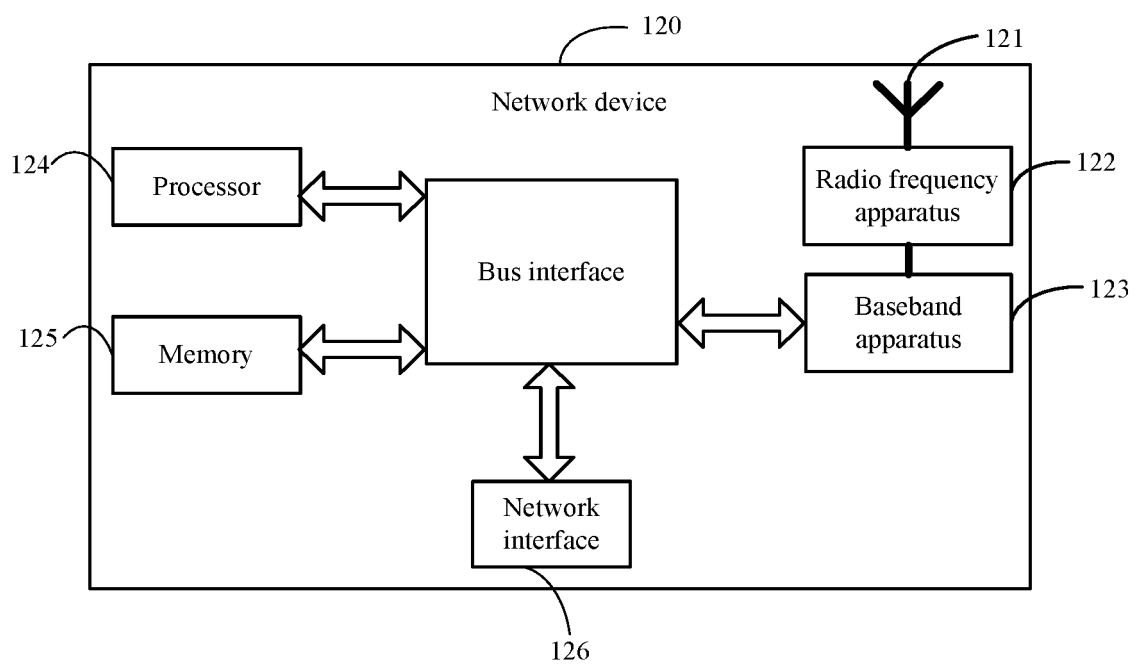 120
121
Network device
124
Processor
Radio frequency
apparatus
122
Bus interface
Baseband
apparatus
123
125
Memory
Network
interface
126